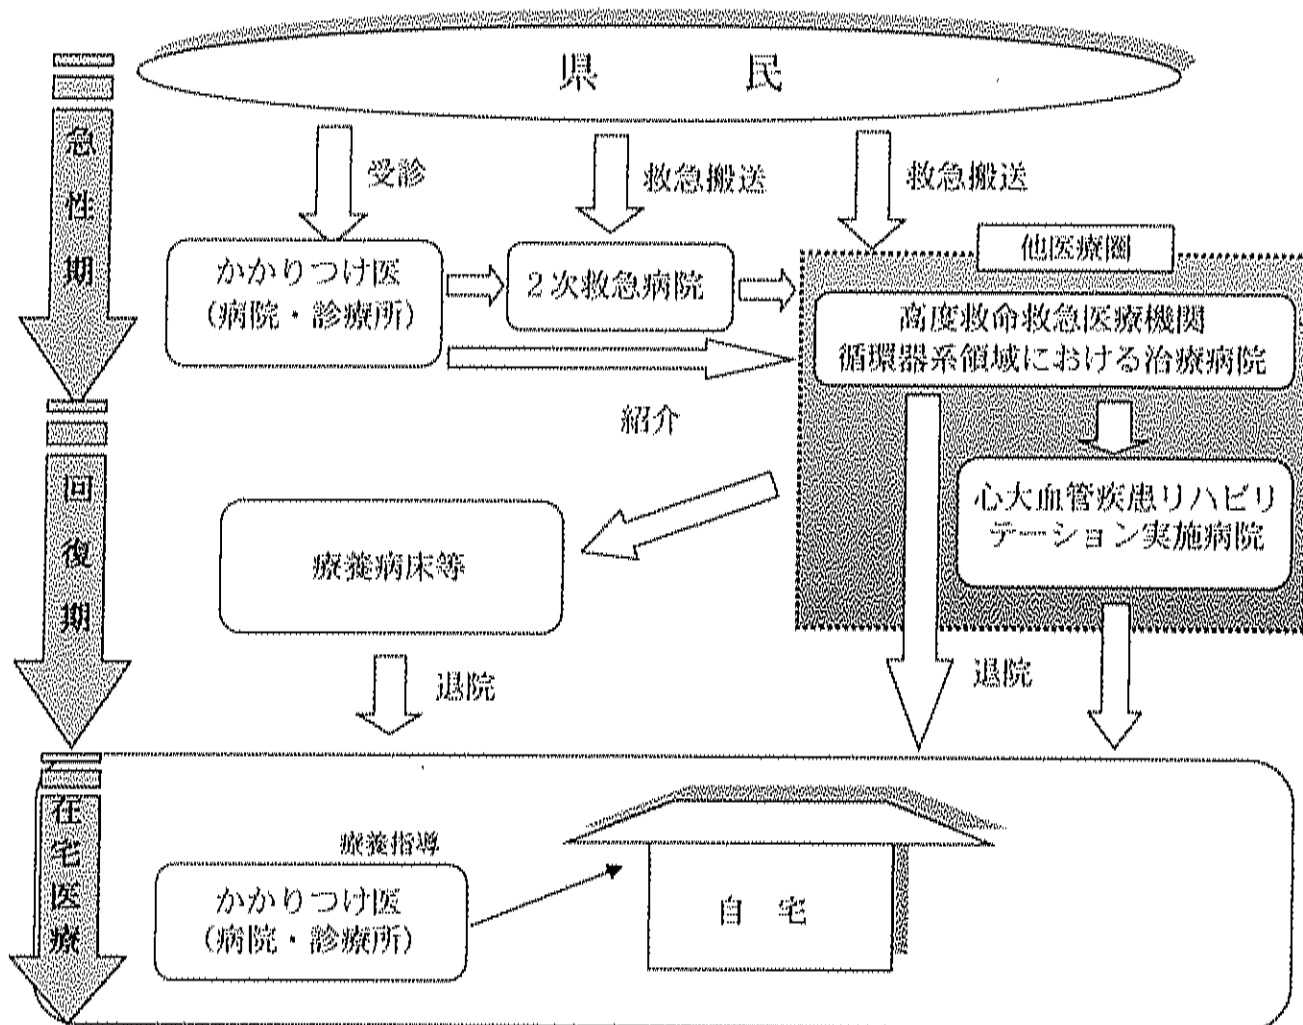 県　民
急性期
受診
救急搬送
救急搬送
他医療圏
かかりつけ医
(病院・診療所)
２次救急病院
高度救命救急医療機関
循環器系領域における治療病院
紹介
回復期
心大血管疾患リハビリ
テーション実施病院
療養病床等
退院
退院
在宅医療
療養指導
かかりつけ医
(病院・診療所)
自　宅